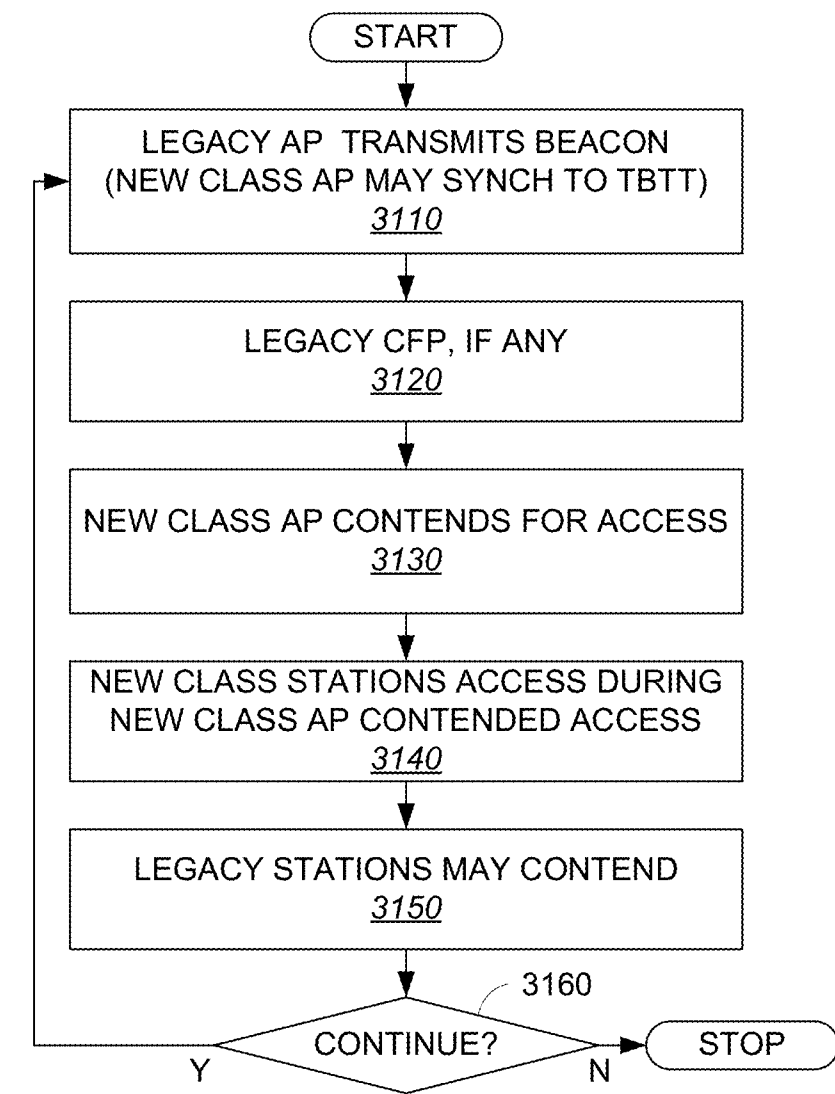 START
LEGACY AP TRANSMITS BEACON
(NEW CLASS AP MAY SYNCH TO TBTT)
3110
LEGACY CFP, IF ANY
3120
NEW CLASS AP CONTENDS FOR ACCESS
3130
NEW CLASS STATIONS ACCESS DURING
NEW CLASS AP CONTENDED ACCESS
3140
LEGACY STATIONS MAY CONTEND
3150
3160
CONTINUE?
Y
N
STOP